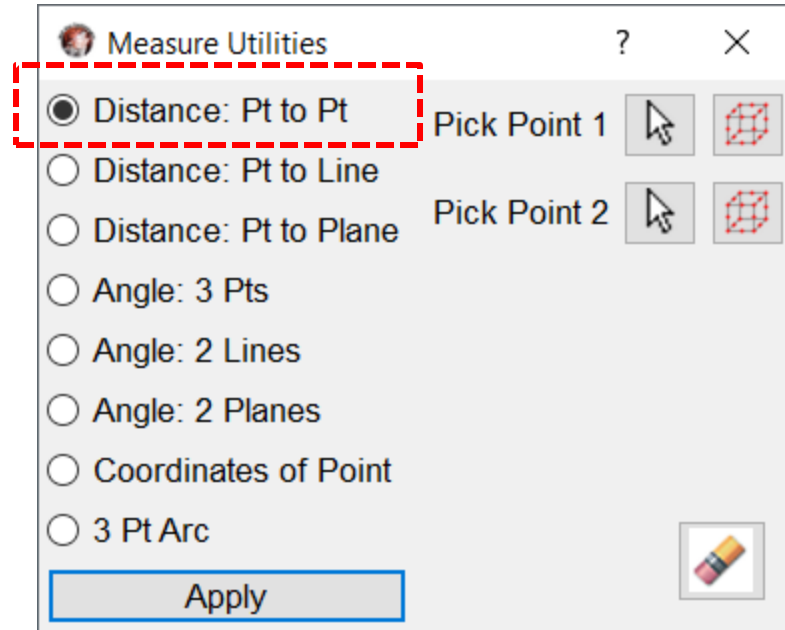 Measure Utilities ?
Distance: Pt to Pt
Pick Point 1
Distance: Pt to Line
Pick Point 2
Distance: Pt to Plane
Angle: 3 Pts
Angle: 2 Lines
Angle: 2 Planes
Coordinates of Point
3 Pt Arc
Apply